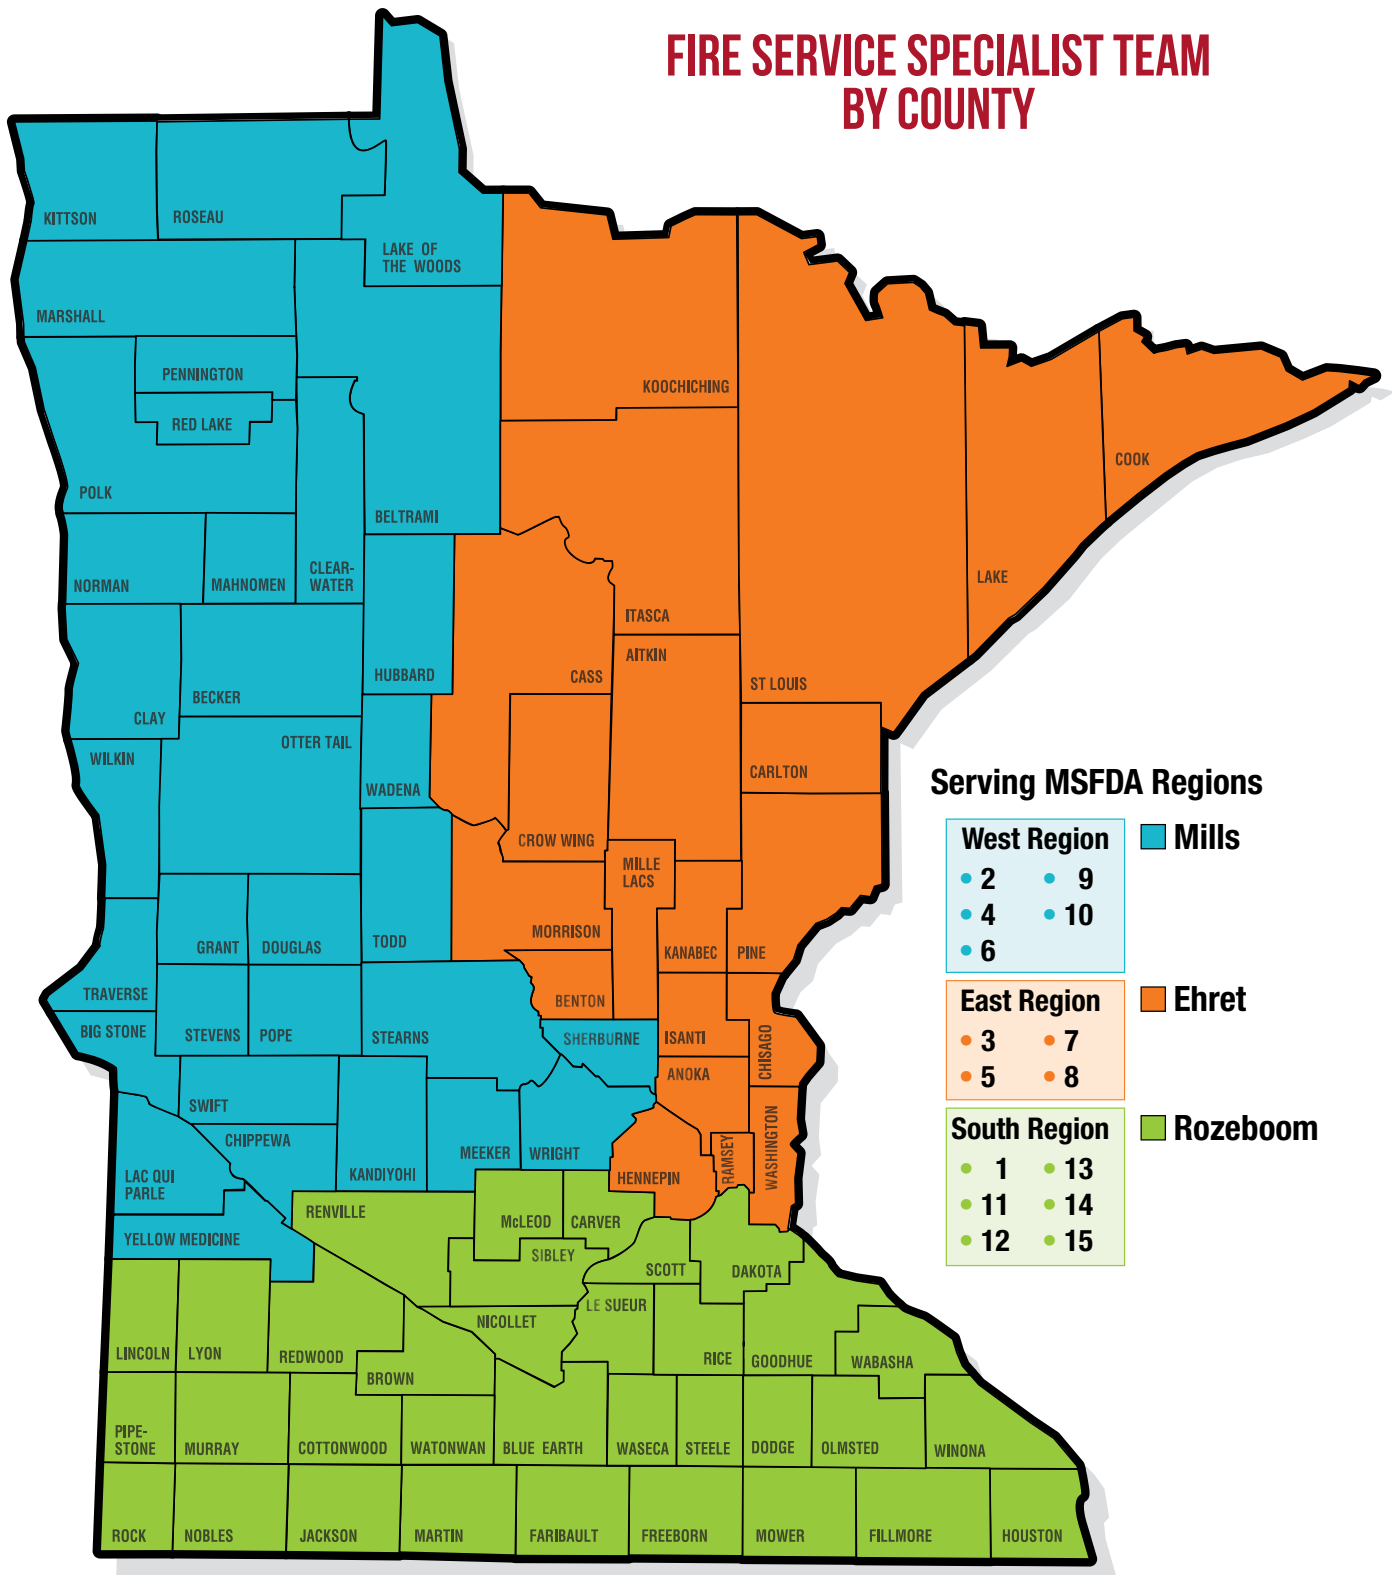 FIRE SERVICE SPECIALIST TEAM
BY COUNTY
KITTSON
ROSEAU
LAKE OF
THE WOODS
MARSHALL
PENNINGTON
RED LAKE
KOOCHICHING
COOK
POLK
BELTRAMI
NORMAN
MAHNOMEN
CLEAR-
WATER
LAKE
ITASCA
AITKIN
HUBBARD
CASS
ST LOUIS
BECKER
CLAY
OTTER TAIL
WILKIN
WADENA
CARLTON
CROW WING
MILLE
LACS
MORRISON
GRANT
DOUGLAS
TODD
KANABEC
PINE
TRAVERSE
BENTON
BIG STONE
STEVENS
POPE
STEARNS
SHERBURNE
ISANTI
CHISAGO
ANOKA
SWIFT
CHIPPEWA
MEEKER
WRIGHT
RAMSEY
WASHINGTON
LAC QUI
PARLE
KANDIYOHI
HENNEPIN
RENVILLE
McLEOD
CARVER
YELLOW MEDICINE
SIBLEY
SCOTT
DAKOTA
LE SUEUR
NICOLLET
LINCOLN
LYON
REDWOOD
RICE
GOODHUE
WABASHA
BROWN
PIPE-
STONE
MURRAY
COTTONWOOD
WATONWAN
BLUE EARTH
WASECA
STEELE
DODGE
OLMSTED
WINONA
ROCK
NOBLES
JACKSON
MARTIN
FARIBAULT
FREEBORN
MOWER
FILLMORE
HOUSTON
Serving MSFDA Regions
West Region
Mills
• 2 • 9
• 4 • 10
• 6
East Region
Ehret
• 3 • 7
• 5 • 8
South Region
Rozeboom
• 1 • 13
• 11 • 14
• 12 • 15